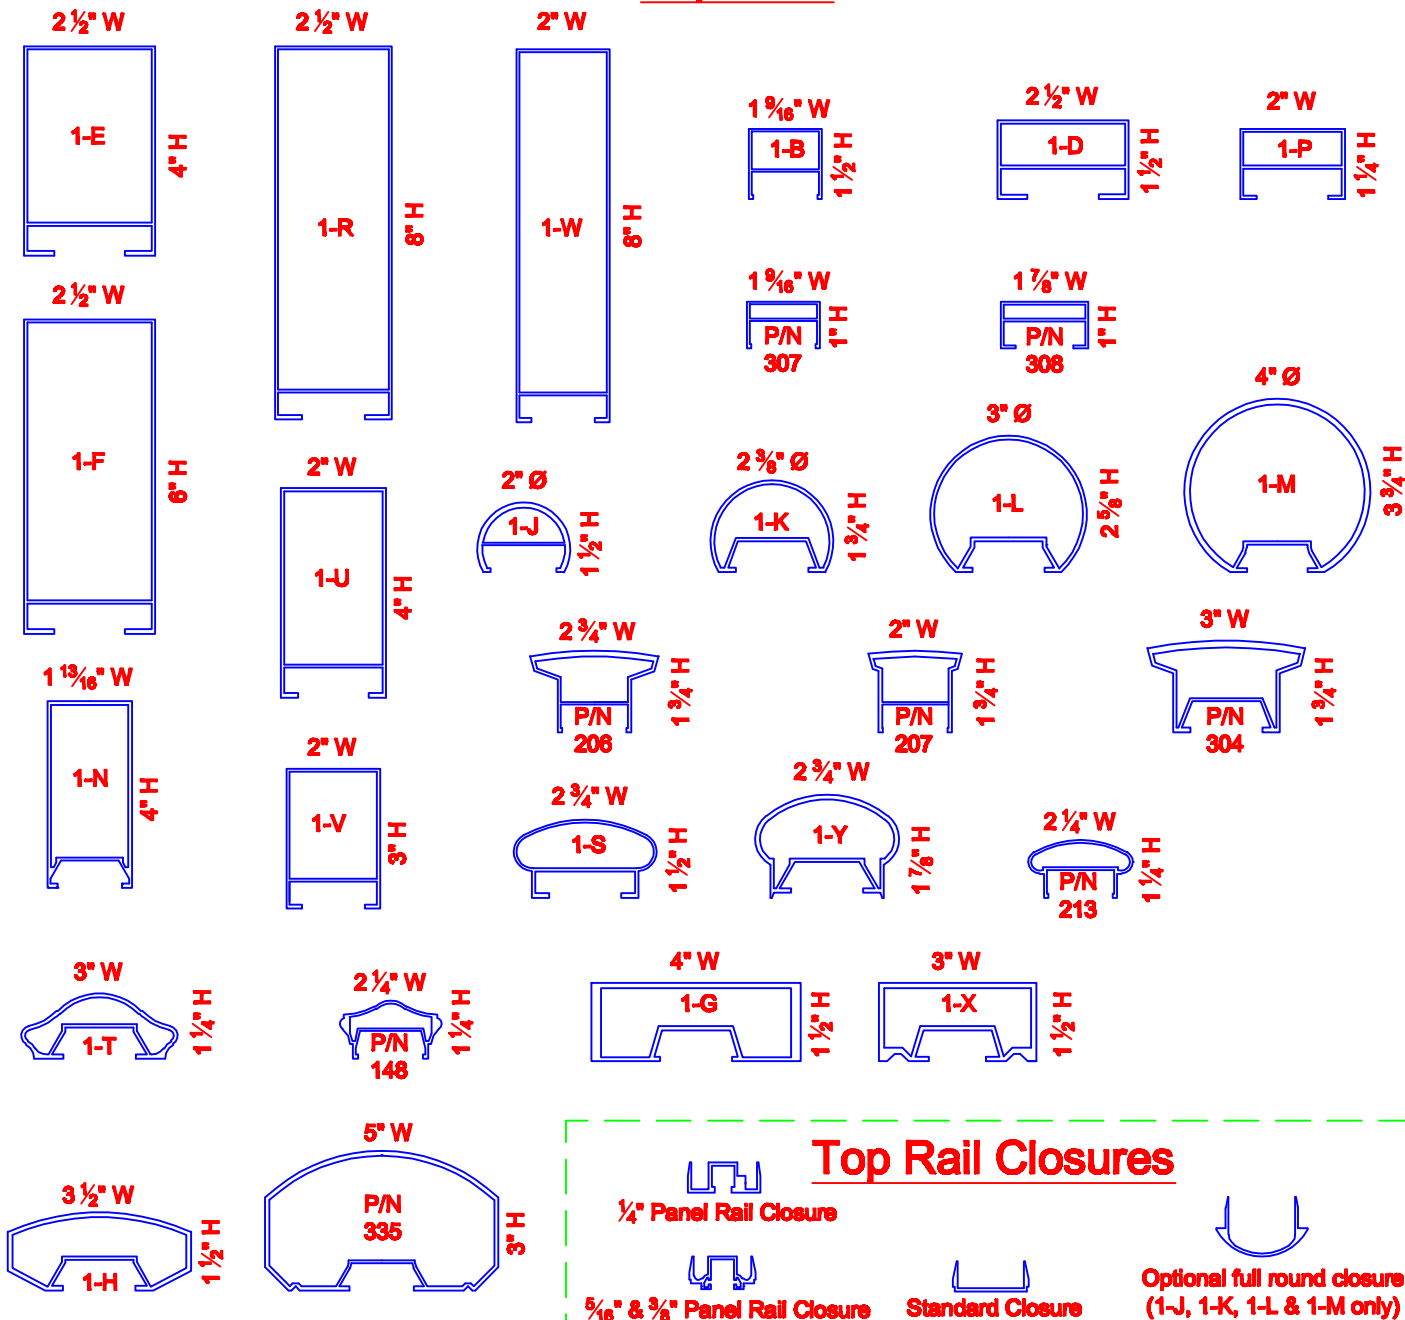 2 ½" W
1-E
4" H
2 ½" W
1-R
8" H
2" W
1-W
8" H
1 9⁄16" W
1-B
1 ½" H
2 ½" W
1-D
1 ½" H
2" W
1-P
1 ¼" H
2 ½" W
1-F
6" H
1 9⁄16" W
P/N
307
1" H
1 ⅞" W
P/N
308
1" H
2" W
1-U
4" H
2" Ø
1-J
1 ½" H
2 ⅜" Ø
1-K
1 ¾" H
3" Ø
1-L
2 ⅝" H
4" Ø
1-M
3 ¾" H
1 13⁄16" W
1-N
4" H
2" W
1-V
3" H
2 ¾" W
P/N
206
1 ¾" H
2" W
P/N
207
1 ¾" H
3" W
P/N
304
1 ¾" H
2 ¾" W
1-S
1 ½" H
2 ¾" W
1-Y
1 ⅞" H
2 ¼" W
P/N
213
1 ¼" H
3" W
1-T
1 ¼" H
2 ¼" W
P/N
148
1 ¼" H
4" W
1-G
1 ½" H
3" W
1-X
1 ½" H
3 ½" W
1-H
1 ½" H
5" W
P/N
335
3" H
Top Rail Closures
¼" Panel Rail Closure
5⁄16" & ⅜" Panel Rail Closure
Standard Closure
Optional full round closure
(1-J, 1-K, 1-L & 1-M only)